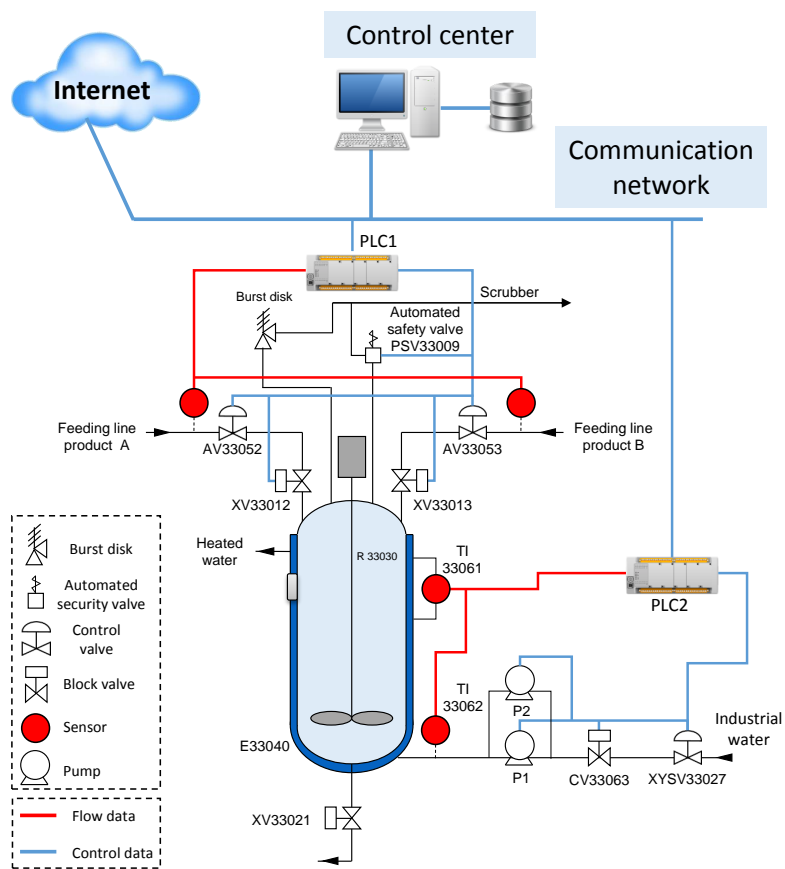 Control center
Internet
Communication
network
PLC1
Burst disk
Scrubber
Automated
safety valve
PSV33009
Feeding line
product A
AV33052
AV33053
Feeding line
product B
XV33012
XV33013
Burst disk
Automated
security valve
Control
valve
Block valve
Sensor
Pump
Flow data
Control data
Heated
water
R 33030
TI
33061
PLC2
TI
33062
P2
Industrial
water
E33040
P1
CV33063
XYSV33027
XV33021